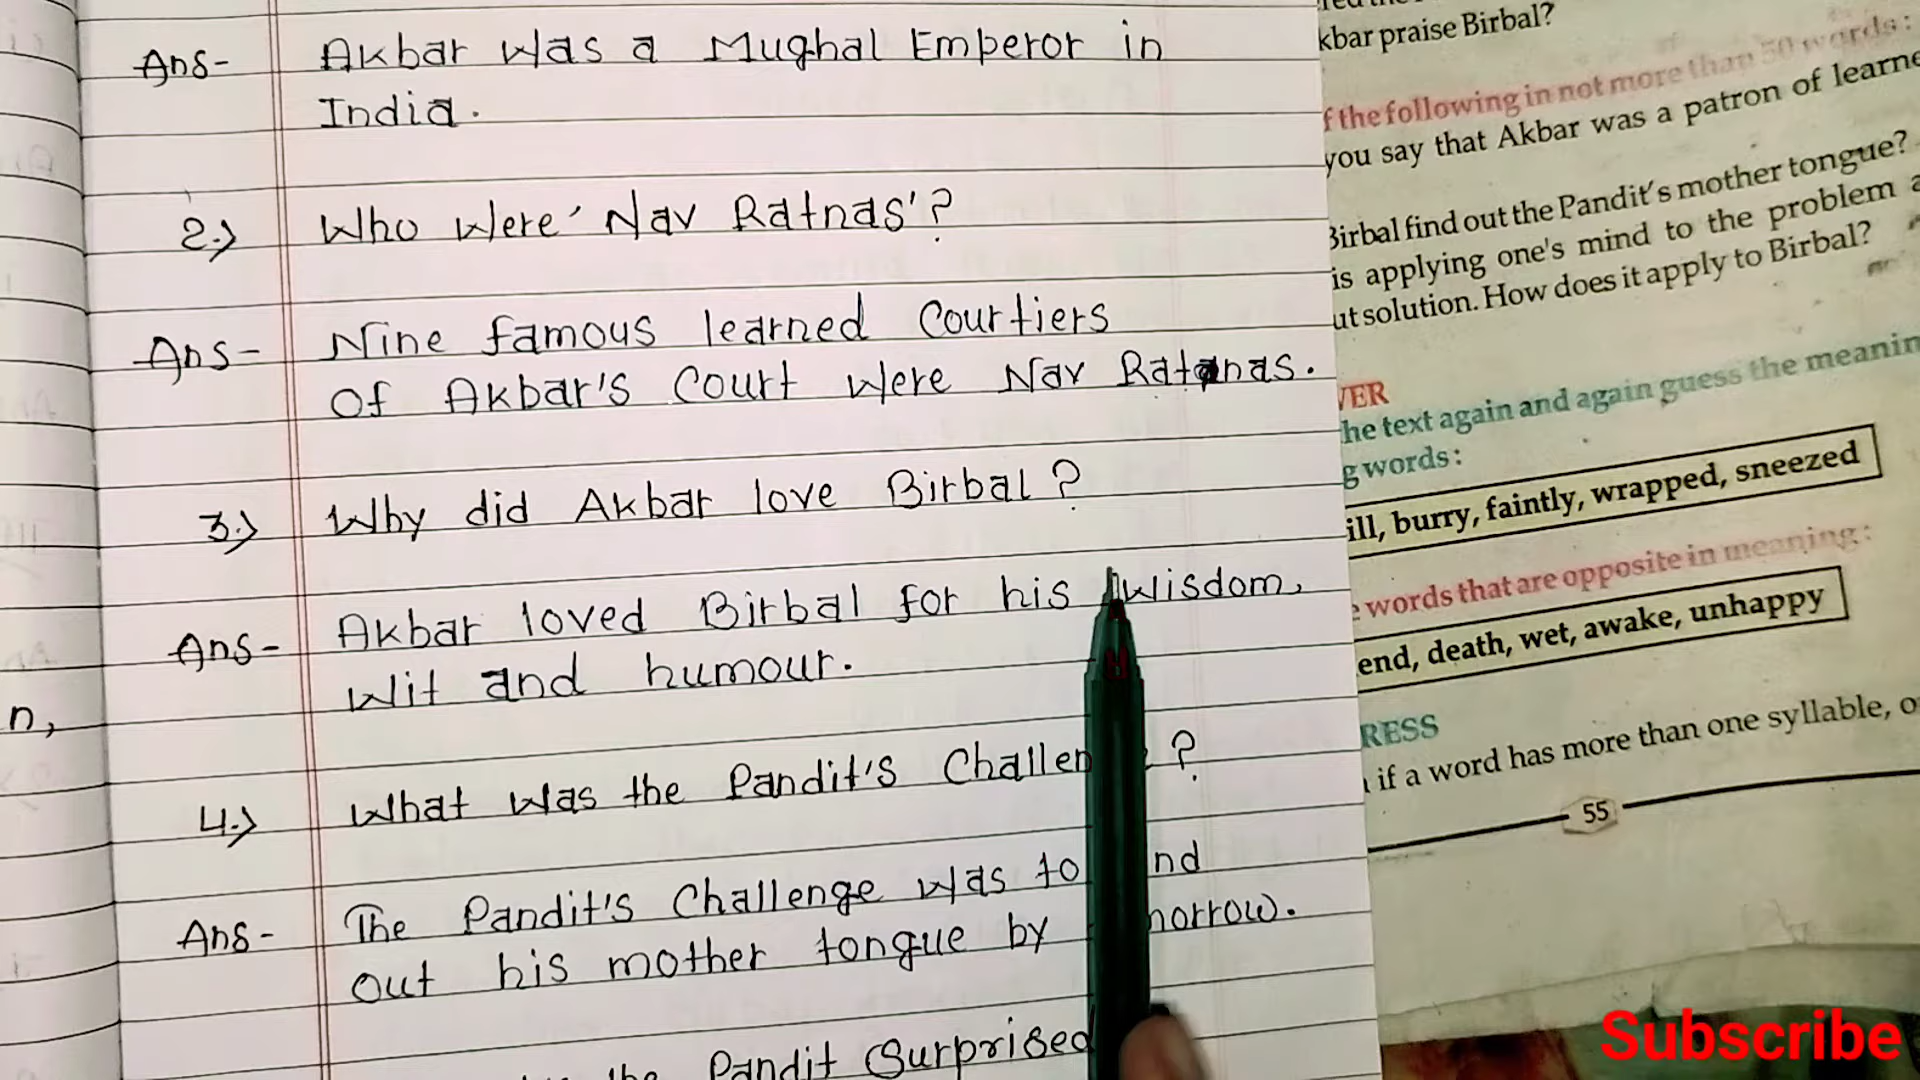 Ans- Akbar was a Mughal Emperor in
India.
2.) Who were 'Nav Ratnas'?
Ans- Nine famous learned Courtiers
Of Akbar's Court were Nav Ratnas.
3.) Why did Akbar love Birbal?
Ans- Akbar loved Birbal for his wisdom,
wit and humour.
n,
4.) What was the Pandit's Challen ?
Ans- The Pandit's Challenge was to nd
out his mother tongue by morrow.
the Pandit Surprised
kbar praise Birbal?
f the following in not more than 50 words:
you say that Akbar was a patron of learne
Birbal find out the Pandit's mother tongue?
is applying one's mind to the problem a
ut solution. How does it apply to Birbal?
VER
he text again and again guess the meanin
g words:
ill, burry, faintly, wrapped, sneezed
words that are opposite in meaning:
end, death, wet, awake, unhappy
RESS
if a word has more than one syllable, o
55
Subscribe